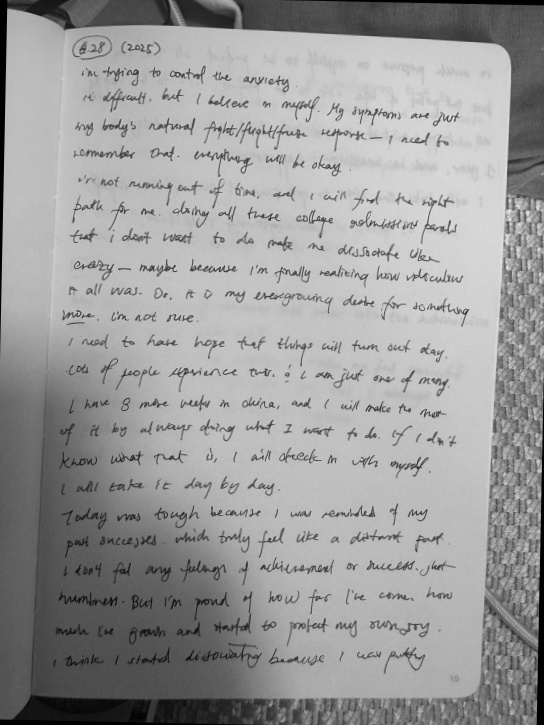 6.28 (2025)
i'm trying to control the anxiety.
it difficult. but I believe in myself. My symptoms are just
my body's natural fight/flight/freeze response — I need to
remember that. everything will be okay.
I'm not running out of time, and I will find the right
path for me. doing all these college admissions panels
that i don't want to do make me dissociate like
crazy — maybe because I'm finally realizing how ridiculous
it all was. Or, it is my evergrowing desire for something
more. I'm not sure.
I need to have hope that things will turn out okay.
Lots of people experience this. & I am just one of many.
I have 8 more weeks in china, and I will make the most
of it by always doing what I want to do. if I don't
know what that is, I will check in with myself.
I will take it day by day.
Today was tough because I was reminded of my
past successes. which truly feel like a distant past.
I don't feel any feelings of achievement or success. just
numbness. But I'm proud of how far I've come. how
much I've grown and started to protect my own joy.
I think I started dissociating because I was putting
15